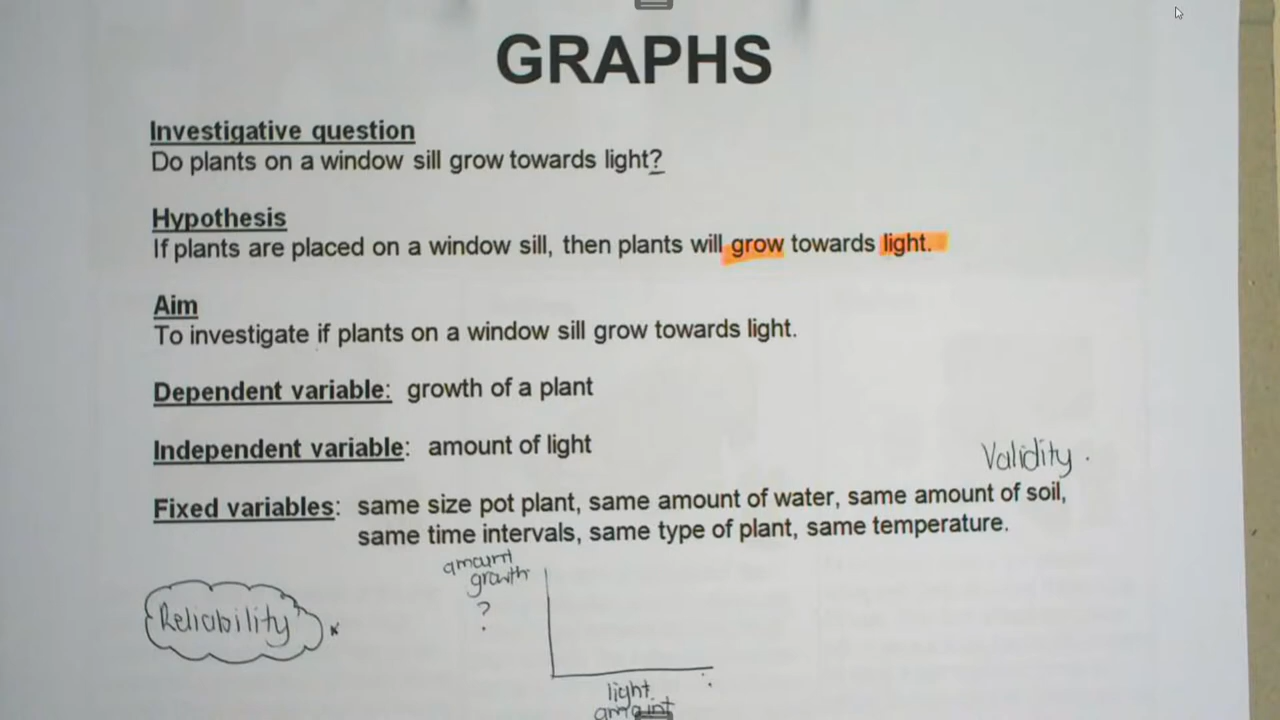 GRAPHS
Investigative question
Do plants on a window sill grow towards light?
Hypothesis
If plants are placed on a window sill, then plants will grow towards light.
Aim
To investigate if plants on a window sill grow towards light.
Dependent variable: growth of a plant
Independent variable: amount of light
Validity.
Fixed variables: same size pot plant, same amount of water, same amount of soil,
same time intervals, same type of plant, same temperature.
amount
growth
?
Reliability
light
amount